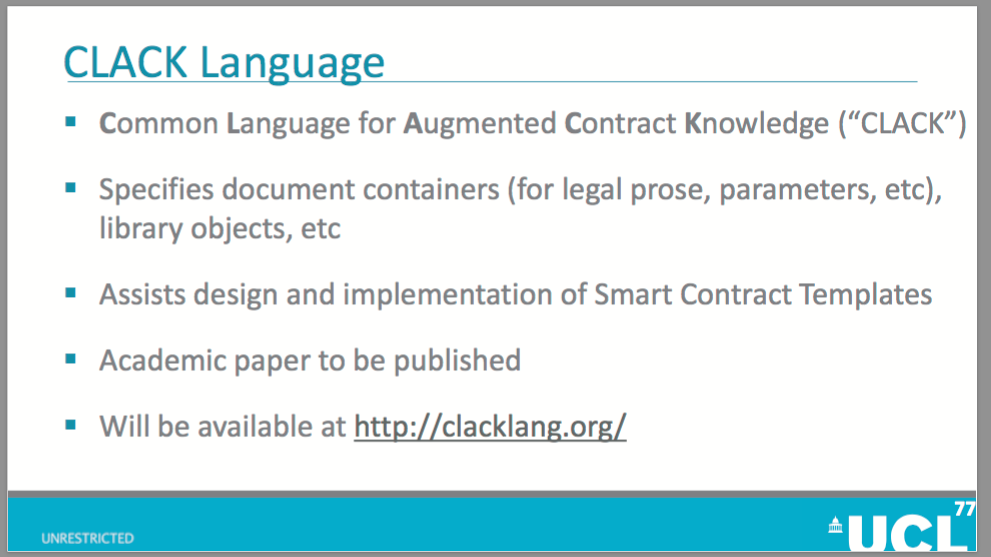 CLACK Language
▪ Common Language for Augmented Contract Knowledge (“CLACK”)
▪ Specifies document containers (for legal prose, parameters, etc),
library objects, etc
▪ Assists design and implementation of Smart Contract Templates
▪ Academic paper to be published
▪ Will be available at http://clacklang.org/
77
UNRESTRICTED
UCL